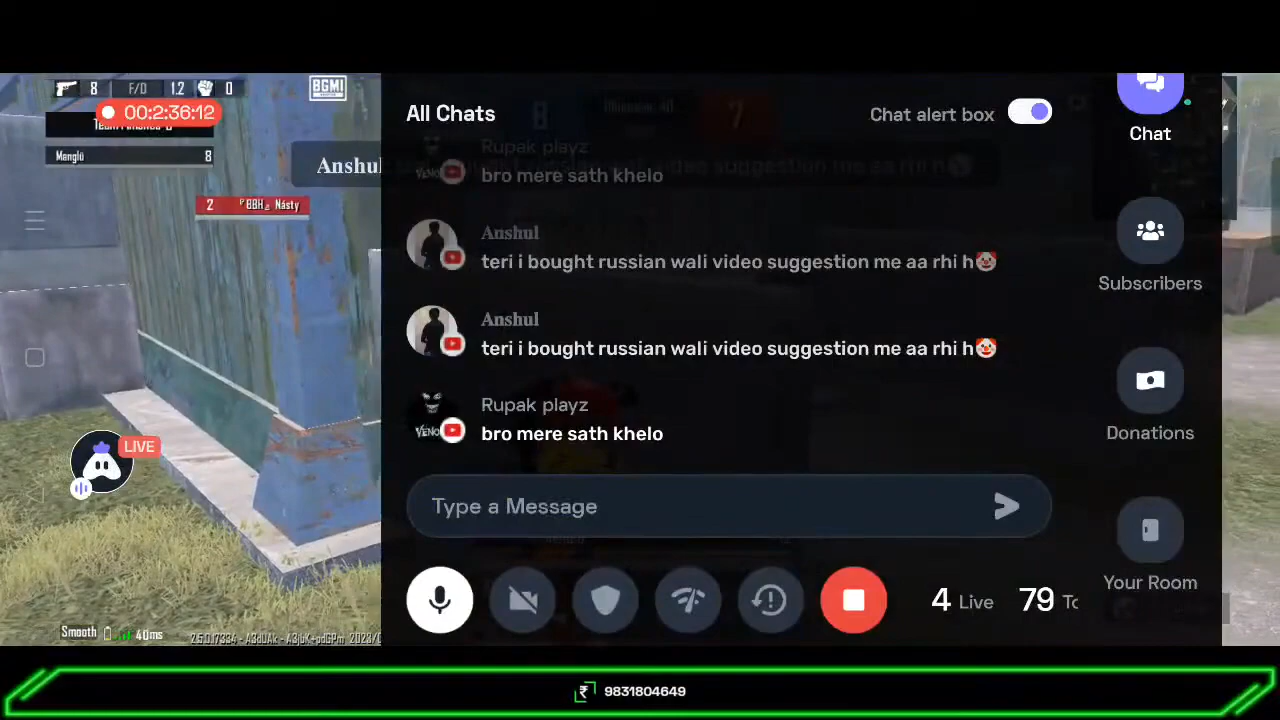 8 F/D 1.2 0
BGMI
00:2:36:12
Manglu 8
Anshul
2 Násty
LIVE
Smooth 40ms
All Chats
Chat alert box
Rupak playz
bro mere sath khelo
Anshul
teri i bought russian wali video suggestion me aa rhi h🤡
Anshul
teri i bought russian wali video suggestion me aa rhi h🤡
Rupak playz
bro mere sath khelo
Type a Message
4 Live 79
Chat
Subscribers
Donations
Your Room
₹ 9831804649